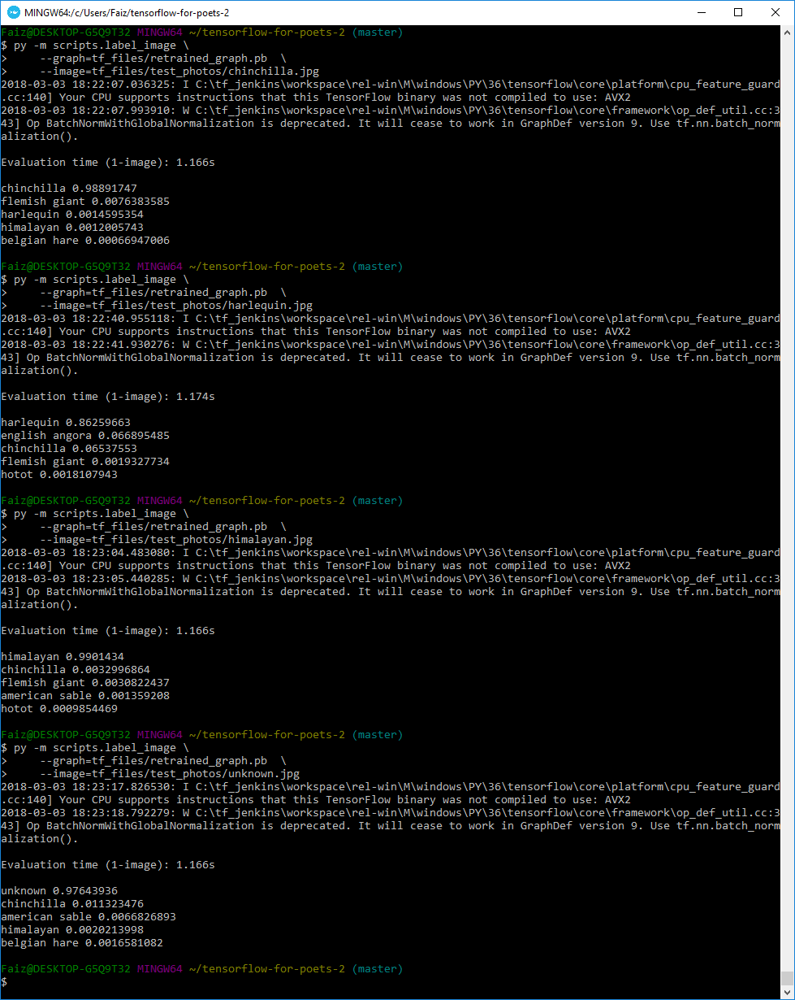 MINGW64:/c/Users/Faiz/tensorflow-for-poets-2
Faiz@DESKTOP-G5Q9T32 MINGW64 ~/tensorflow-for-poets-2 (master)
$ py -m scripts.label_image \
>     --graph=tf_files/retrained_graph.pb  \
>     --image=tf_files/test_photos/chinchilla.jpg
2018-03-03 18:22:07.036325: I C:\tf_jenkins\workspace\rel-win\M\windows\PY\36\tensorflow\core\platform\cpu_feature_guard
.cc:140] Your CPU supports instructions that this TensorFlow binary was not compiled to use: AVX2
2018-03-03 18:22:07.993910: W C:\tf_jenkins\workspace\rel-win\M\windows\PY\36\tensorflow\core\framework\op_def_util.cc:3
43] Op BatchNormWithGlobalNormalization is deprecated. It will cease to work in GraphDef version 9. Use tf.nn.batch_norm
alization().
Evaluation time (1-image): 1.166s
chinchilla 0.98891747
flemish giant 0.0076383585
harlequin 0.0014595354
himalayan 0.0012005743
belgian hare 0.00066947006
Faiz@DESKTOP-G5Q9T32 MINGW64 ~/tensorflow-for-poets-2 (master)
$ py -m scripts.label_image \
>     --graph=tf_files/retrained_graph.pb  \
>     --image=tf_files/test_photos/harlequin.jpg
2018-03-03 18:22:40.955118: I C:\tf_jenkins\workspace\rel-win\M\windows\PY\36\tensorflow\core\platform\cpu_feature_guard
.cc:140] Your CPU supports instructions that this TensorFlow binary was not compiled to use: AVX2
2018-03-03 18:22:41.930276: W C:\tf_jenkins\workspace\rel-win\M\windows\PY\36\tensorflow\core\framework\op_def_util.cc:3
43] Op BatchNormWithGlobalNormalization is deprecated. It will cease to work in GraphDef version 9. Use tf.nn.batch_norm
alization().
Evaluation time (1-image): 1.174s
harlequin 0.86259663
english angora 0.066895485
chinchilla 0.06537553
flemish giant 0.0019327734
hotot 0.0018107943
Faiz@DESKTOP-G5Q9T32 MINGW64 ~/tensorflow-for-poets-2 (master)
$ py -m scripts.label_image \
>     --graph=tf_files/retrained_graph.pb  \
>     --image=tf_files/test_photos/himalayan.jpg
2018-03-03 18:23:04.483080: I C:\tf_jenkins\workspace\rel-win\M\windows\PY\36\tensorflow\core\platform\cpu_feature_guard
.cc:140] Your CPU supports instructions that this TensorFlow binary was not compiled to use: AVX2
2018-03-03 18:23:05.440285: W C:\tf_jenkins\workspace\rel-win\M\windows\PY\36\tensorflow\core\framework\op_def_util.cc:3
43] Op BatchNormWithGlobalNormalization is deprecated. It will cease to work in GraphDef version 9. Use tf.nn.batch_norm
alization().
Evaluation time (1-image): 1.166s
himalayan 0.9901434
chinchilla 0.0032996864
flemish giant 0.0030822437
american sable 0.001359208
hotot 0.0009854469
Faiz@DESKTOP-G5Q9T32 MINGW64 ~/tensorflow-for-poets-2 (master)
$ py -m scripts.label_image \
>     --graph=tf_files/retrained_graph.pb  \
>     --image=tf_files/test_photos/unknown.jpg
2018-03-03 18:23:17.826530: I C:\tf_jenkins\workspace\rel-win\M\windows\PY\36\tensorflow\core\platform\cpu_feature_guard
.cc:140] Your CPU supports instructions that this TensorFlow binary was not compiled to use: AVX2
2018-03-03 18:23:18.792279: W C:\tf_jenkins\workspace\rel-win\M\windows\PY\36\tensorflow\core\framework\op_def_util.cc:3
43] Op BatchNormWithGlobalNormalization is deprecated. It will cease to work in GraphDef version 9. Use tf.nn.batch_norm
alization().
Evaluation time (1-image): 1.166s
unknown 0.97643936
chinchilla 0.011323476
american sable 0.0066826893
himalayan 0.0020213998
belgian hare 0.0016581082
Faiz@DESKTOP-G5Q9T32 MINGW64 ~/tensorflow-for-poets-2 (master)
$